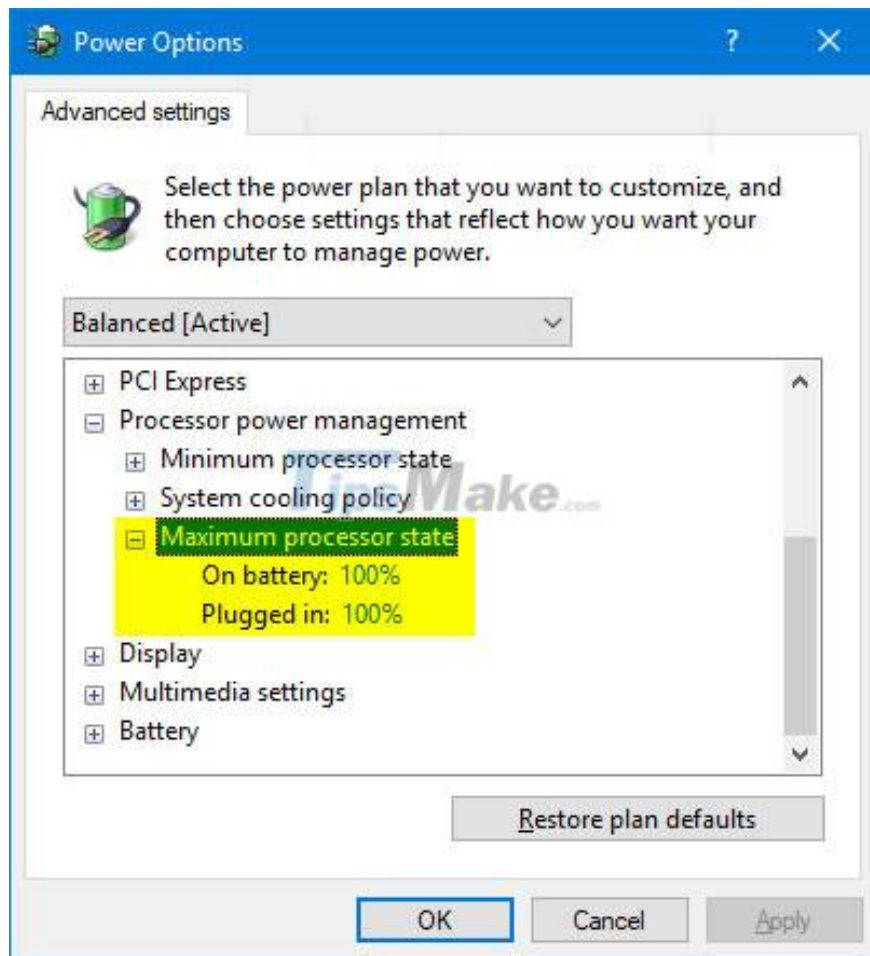 Power Options
?
Advanced settings
Select the power plan that you want to customize, and
then choose settings that reflect how you want your
computer to manage power.
Balanced [Active]
PCI Express
Processor power management
Minimum processor state
System cooling policy
TipsMake.com
Maximum processor state
On battery: 100%
Plugged in: 100%
Display
Multimedia settings
Battery
Restore plan defaults
OK
Cancel
Apply